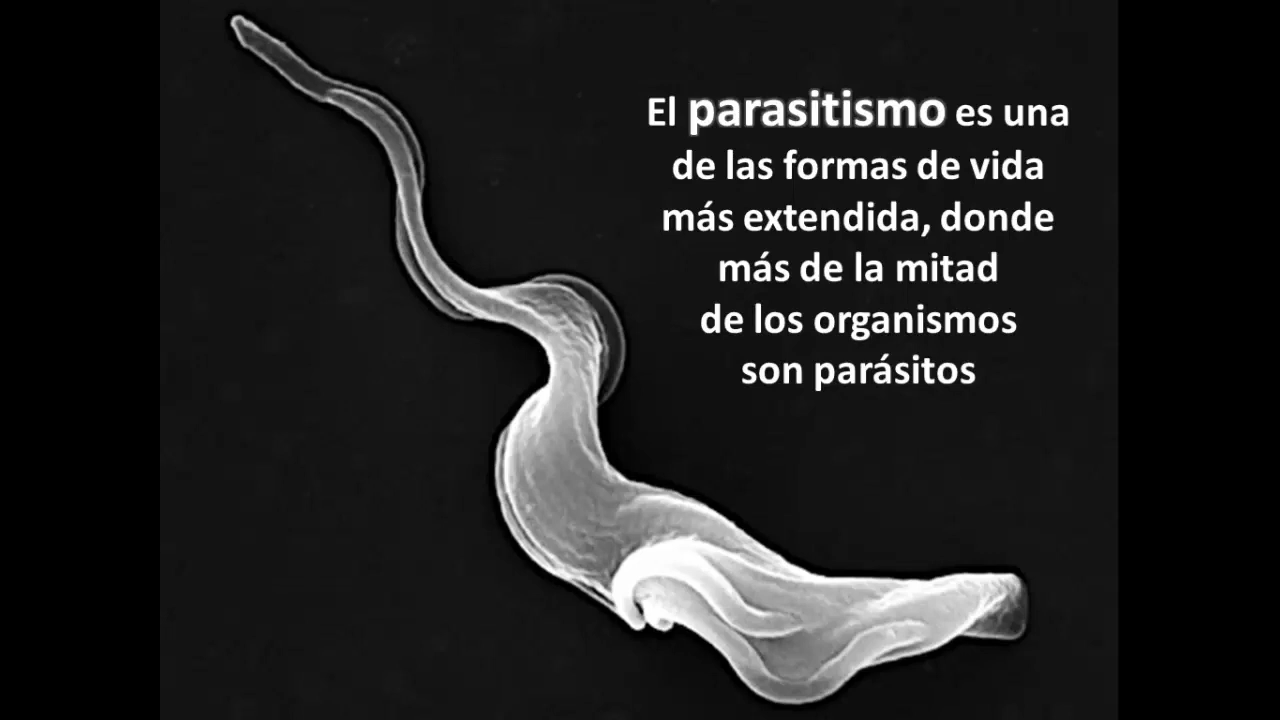 El parasitismo es una
de las formas de vida
más extendida, donde
más de la mitad
de los organismos
son parásitos